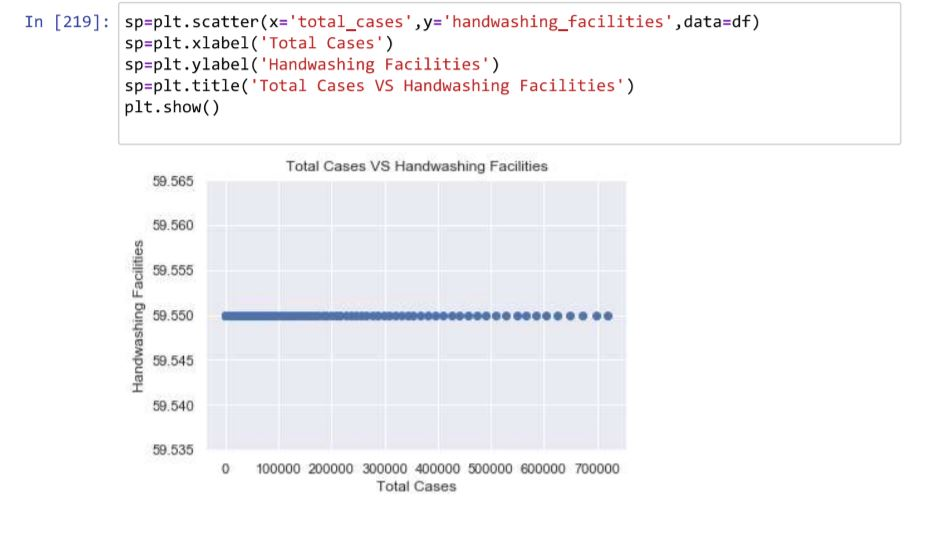 In [219]: sp=plt.scatter(x='total_cases',y='handwashing_facilities',data=df)
sp=plt.xlabel('Total Cases')
sp=plt.ylabel('Handwashing Facilities')
sp=plt.title('Total Cases VS Handwashing Facilities')
plt.show()
Total Cases VS Handwashing Facilities
59.565
59.560
59.555
59.550
59.545
59.540
59.535
Handwashing Facilities
0 100000 200000 300000 400000 500000 600000 700000
Total Cases